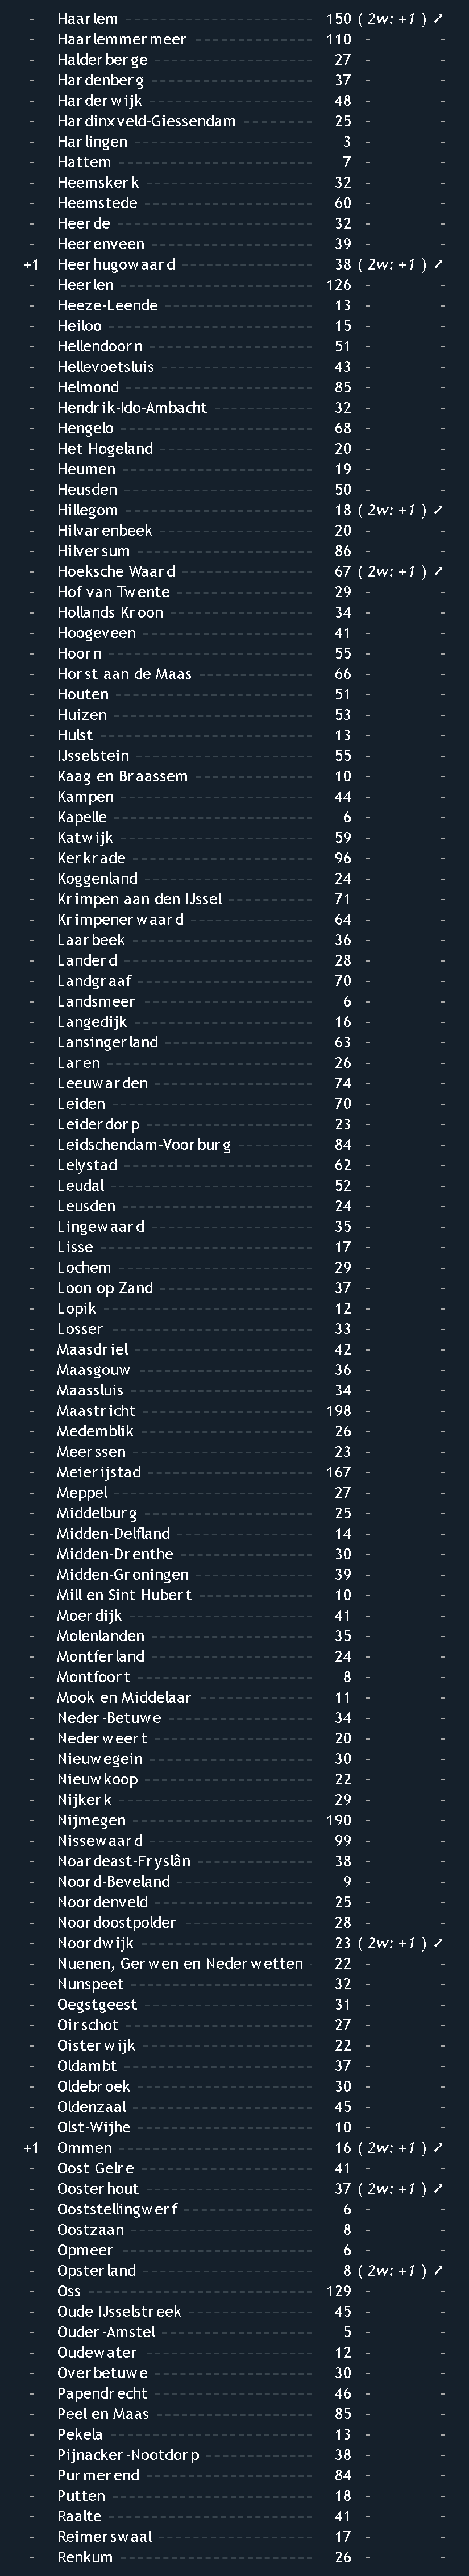 - Haarlem 150 ( 2w: +1 ) ➚
- Haarlemmermeer 110 - -
- Halderberge 27 - -
- Hardenberg 37 - -
- Harderwijk 48 - -
- Hardinxveld-Giessendam 25 - -
- Harlingen 3 - -
- Hattem 7 - -
- Heemskerk 32 - -
- Heemstede 60 - -
- Heerde 32 - -
- Heerenveen 39 - -
+1 Heerhugowaard 38 ( 2w: +1 ) ➚
- Heerlen 126 - -
- Heeze-Leende 13 - -
- Heiloo 15 - -
- Hellendoorn 51 - -
- Hellevoetsluis 43 - -
- Helmond 85 - -
- Hendrik-Ido-Ambacht 32 - -
- Hengelo 68 - -
- Het Hogeland 20 - -
- Heumen 19 - -
- Heusden 50 - -
- Hillegom 18 ( 2w: +1 ) ➚
- Hilvarenbeek 20 - -
- Hilversum 86 - -
- Hoeksche Waard 67 ( 2w: +1 ) ➚
- Hof van Twente 29 - -
- Hollands Kroon 34 - -
- Hoogeveen 41 - -
- Hoorn 55 - -
- Horst aan de Maas 66 - -
- Houten 51 - -
- Huizen 53 - -
- Hulst 13 - -
- IJsselstein 55 - -
- Kaag en Braassem 10 - -
- Kampen 44 - -
- Kapelle 6 - -
- Katwijk 59 - -
- Kerkrade 96 - -
- Koggenland 24 - -
- Krimpen aan den IJssel 71 - -
- Krimpenerwaard 64 - -
- Laarbeek 36 - -
- Landerd 28 - -
- Landgraaf 70 - -
- Landsmeer 6 - -
- Langedijk 16 - -
- Lansingerland 63 - -
- Laren 26 - -
- Leeuwarden 74 - -
- Leiden 70 - -
- Leiderdorp 23 - -
- Leidschendam-Voorburg 84 - -
- Lelystad 62 - -
- Leudal 52 - -
- Leusden 24 - -
- Lingewaard 35 - -
- Lisse 17 - -
- Lochem 29 - -
- Loon op Zand 37 - -
- Lopik 12 - -
- Losser 33 - -
- Maasdriel 42 - -
- Maasgouw 36 - -
- Maassluis 34 - -
- Maastricht 198 - -
- Medemblik 26 - -
- Meerssen 23 - -
- Meierijstad 167 - -
- Meppel 27 - -
- Middelburg 25 - -
- Midden-Delfland 14 - -
- Midden-Drenthe 30 - -
- Midden-Groningen 39 - -
- Mill en Sint Hubert 10 - -
- Moerdijk 41 - -
- Molenlanden 35 - -
- Montferland 24 - -
- Montfoort 8 - -
- Mook en Middelaar 11 - -
- Neder-Betuwe 34 - -
- Nederweert 20 - -
- Nieuwegein 30 - -
- Nieuwkoop 22 - -
- Nijkerk 29 - -
- Nijmegen 190 - -
- Nissewaard 99 - -
- Noardeast-Fryslân 38 - -
- Noord-Beveland 9 - -
- Noordenveld 25 - -
- Noordoostpolder 28 - -
- Noordwijk 23 ( 2w: +1 ) ➚
- Nuenen, Gerwen en Nederwetten 22 - -
- Nunspeet 32 - -
- Oegstgeest 31 - -
- Oirschot 27 - -
- Oisterwijk 22 - -
- Oldambt 37 - -
- Oldebroek 30 - -
- Oldenzaal 45 - -
- Olst-Wijhe 10 - -
+1 Ommen 16 ( 2w: +1 ) ➚
- Oost Gelre 41 - -
- Oosterhout 37 ( 2w: +1 ) ➚
- Ooststellingwerf 6 - -
- Oostzaan 8 - -
- Opmeer 6 - -
- Opsterland 8 ( 2w: +1 ) ➚
- Oss 129 - -
- Oude IJsselstreek 45 - -
- Ouder-Amstel 5 - -
- Oudewater 12 - -
- Overbetuwe 30 - -
- Papendrecht 46 - -
- Peel en Maas 85 - -
- Pekela 13 - -
- Pijnacker-Nootdorp 38 - -
- Purmerend 84 - -
- Putten 18 - -
- Raalte 41 - -
- Reimerswaal 17 - -
- Renkum 26 - -